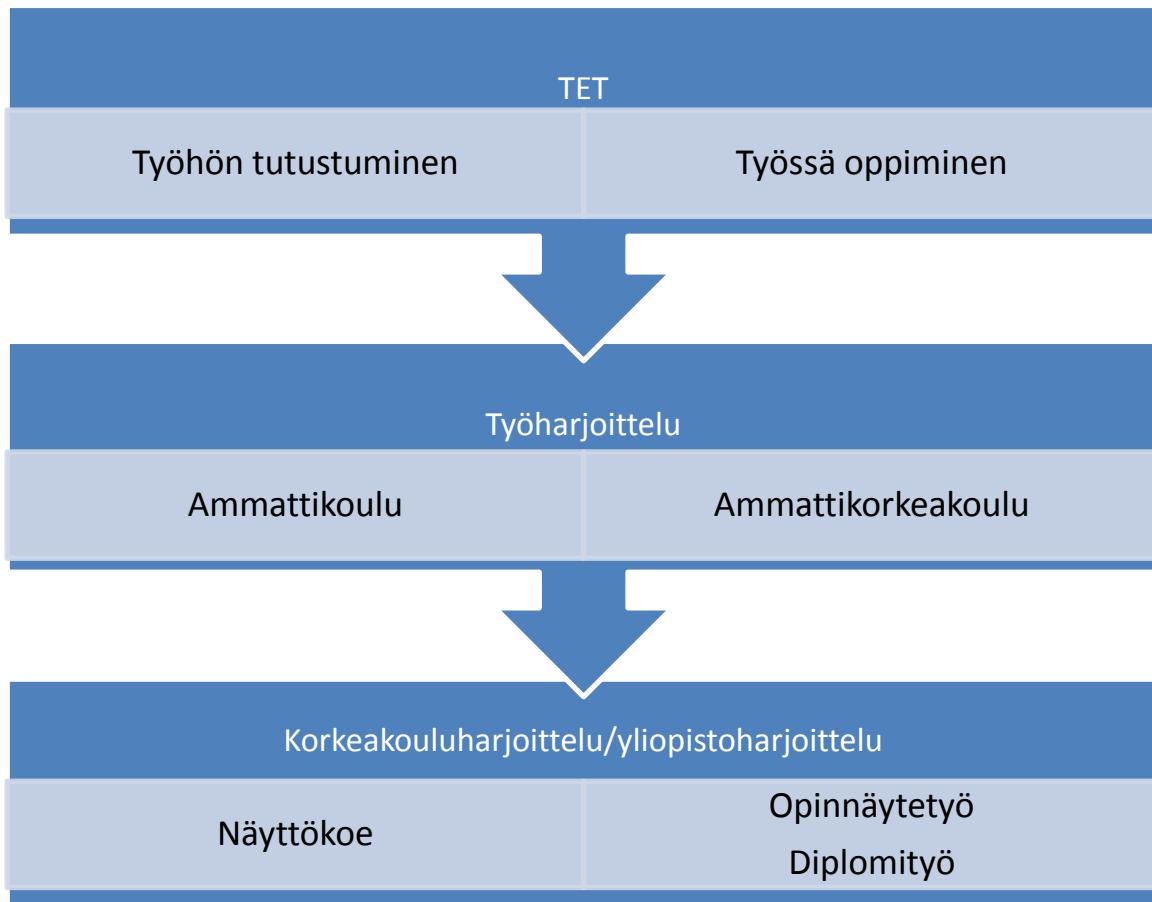 TET
Työhön tutustuminen
Työssä oppiminen
Työharjoittelu
Ammattikoulu
Ammattikorkeakoulu
Korkeakouluharjoittelu/yliopistoharjoittelu
Näyttökoe
Opinnäytetyö
Diplomityö